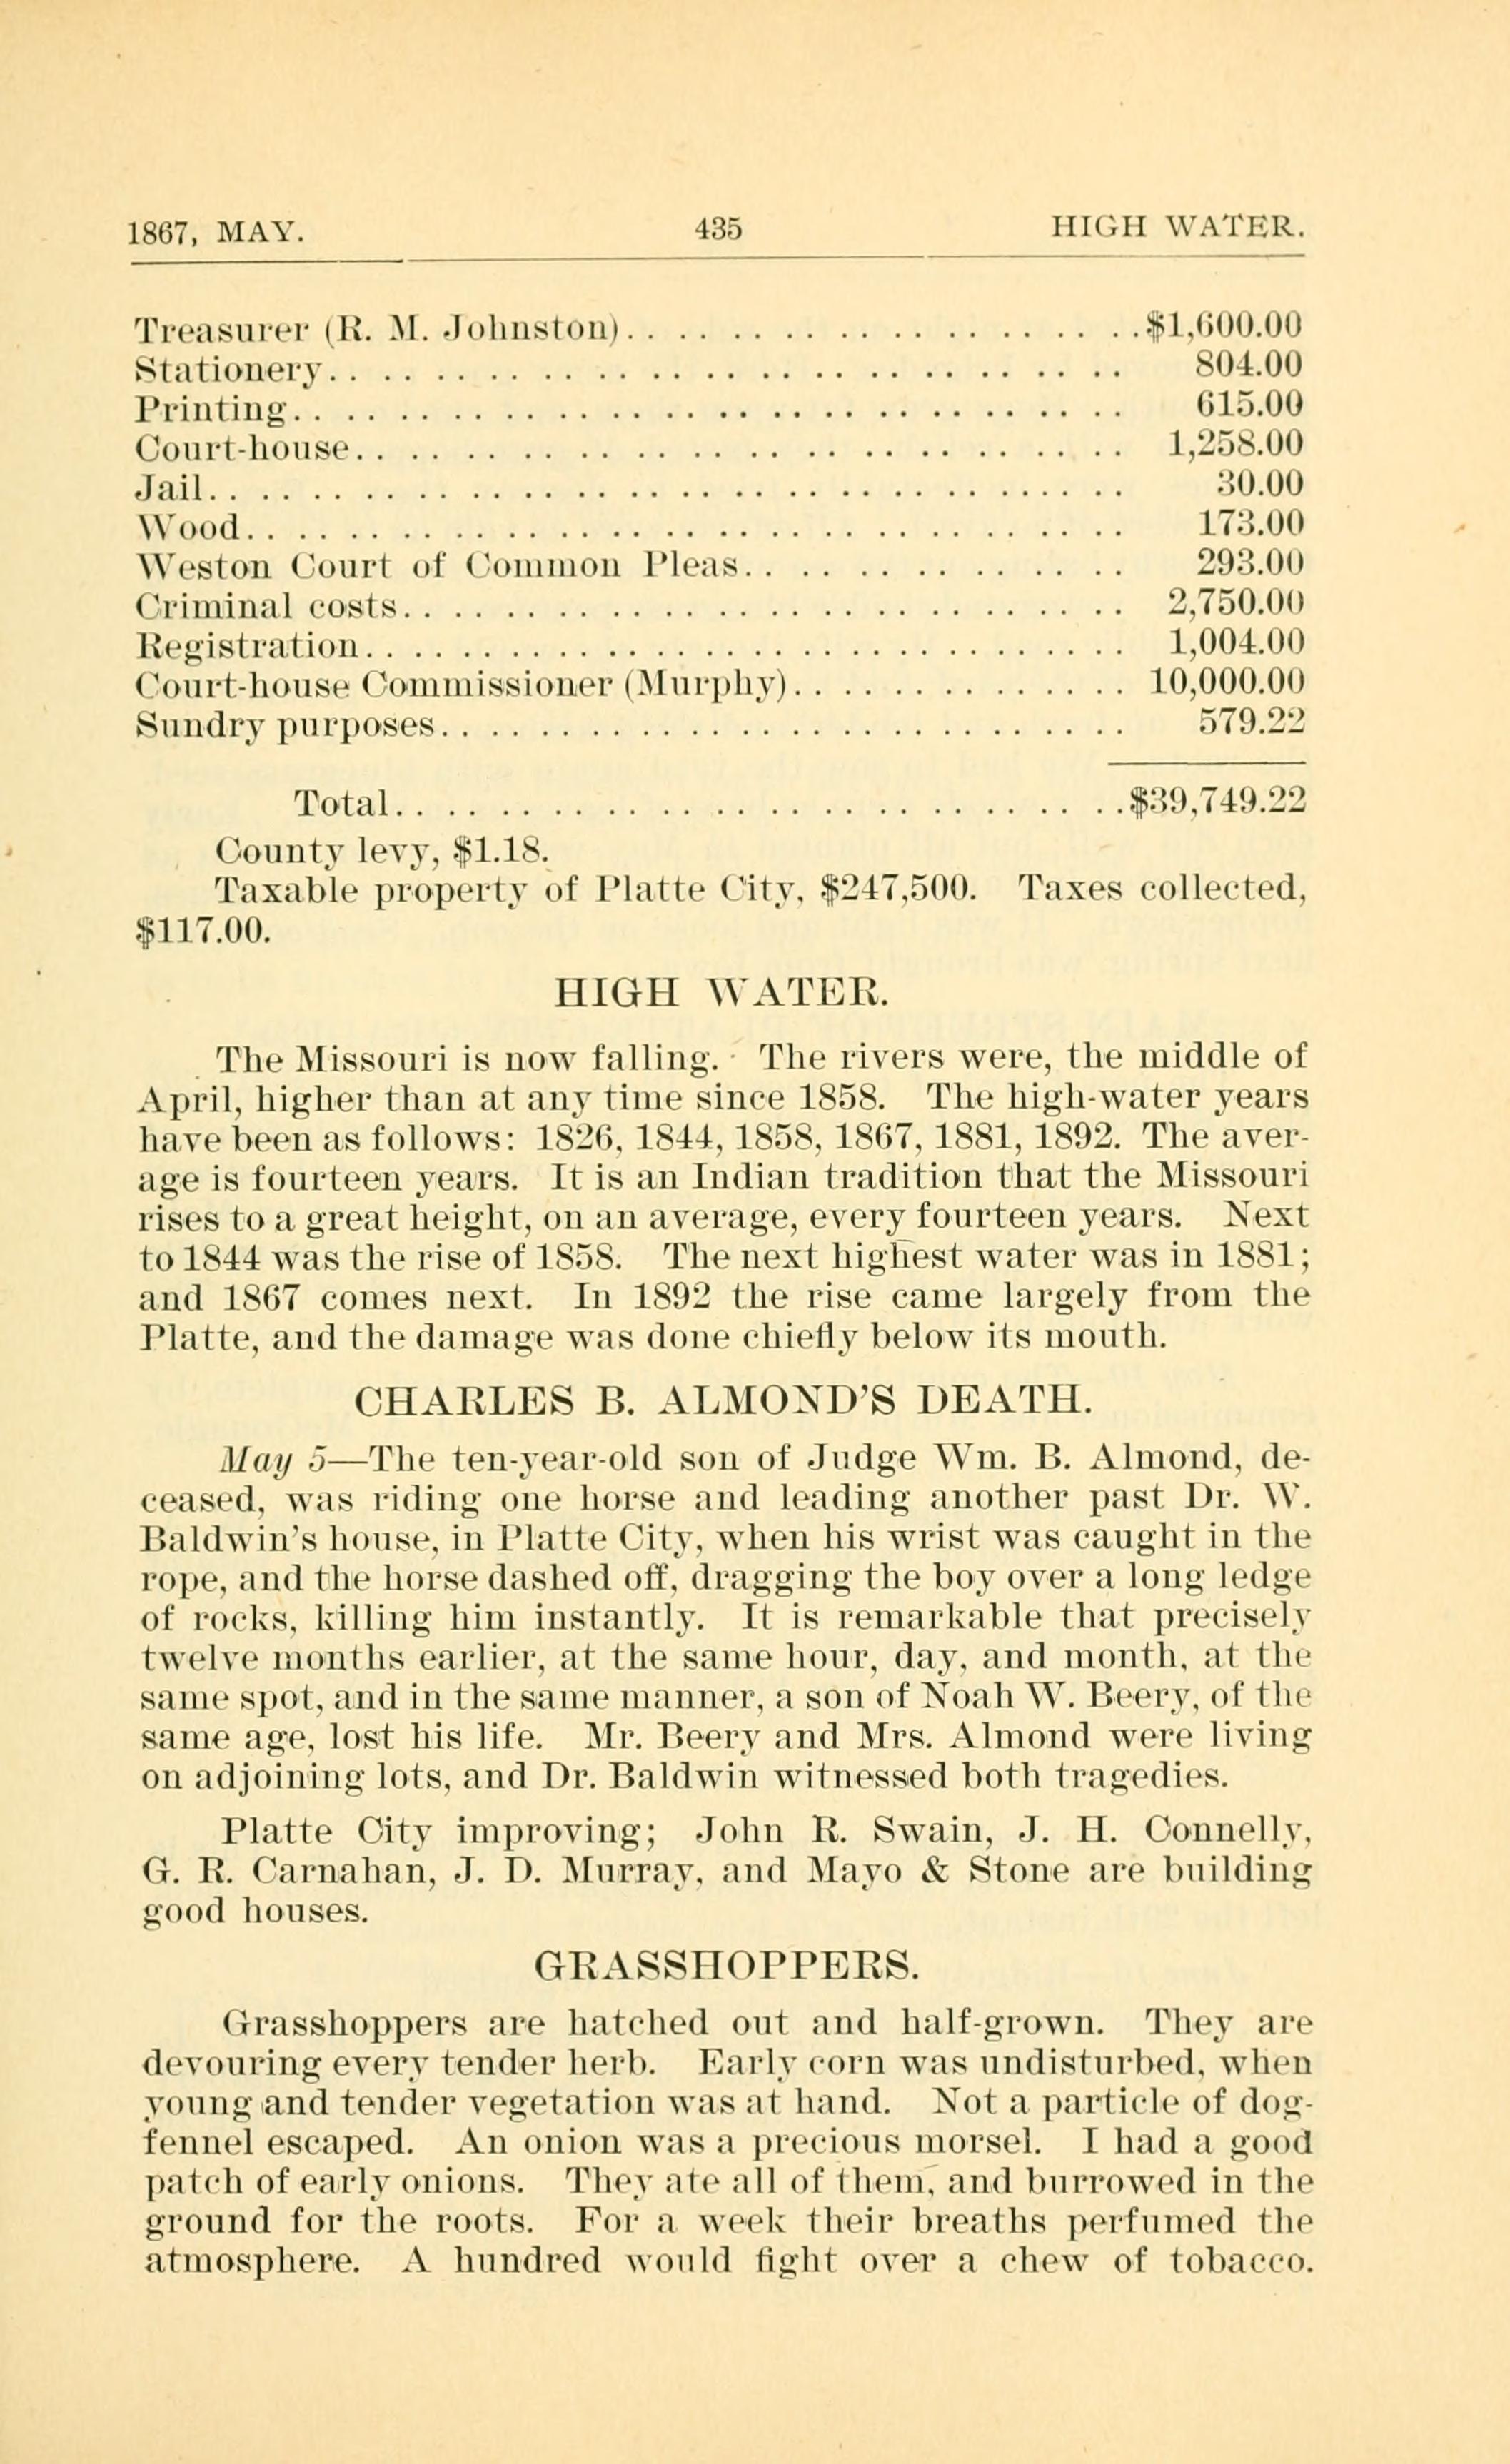 1867, MAY. 435 HIGH WATER.
Treasurer (R. M. Johnston)....................$1,600.00
Stationery.............................. 804.00
Printing................................ 615.00
Court-house............................. 1,258.00
Jail.................................... 30.00
Wood.................................... 173.00
Weston Court of Common Pleas............... 293.00
Criminal costs............................ 2,750.00
Registration.............................. 1,004.00
Court-house Commissioner (Murphy).............. 10,000.00
Sundry purposes........................... 579.22
Total............................$39,749.22
County levy, $1.18.
Taxable property of Platte City, $247,500. Taxes collected,
$117.00.
HIGH WATER.
The Missouri is now falling. The rivers were, the middle of
April, higher than at any time since 1858. The high-water years
have been as follows: 1826, 1844, 1858, 1867, 1881, 1892. The aver-
age is fourteen years. It is an Indian tradition that the Missouri
rises to a great height, on an average, every fourteen years. Next
to 1844 was the rise of 1858. The next highest water was in 1881;
and 1867 comes next. In 1892 the rise came largely from the
Platte, and the damage was done chiefly below its mouth.
CHARLES B. ALMOND'S DEATH.
May 5—The ten-year-old son of Judge Wm. B. Almond, de-
ceased, was riding one horse and leading another past Dr. W.
Baldwin's house, in Platte City, when his wrist was caught in the
rope, and the horse dashed off, dragging the boy over a long ledge
of rocks, killing him instantly. It is remarkable that precisely
twelve months earlier, at the same hour, day, and month, at the
same spot, and in the same manner, a son of Noah W. Beery, of the
same age, lost his life. Mr. Beery and Mrs. Almond were living
on adjoining lots, and Dr. Baldwin witnessed both tragedies.
Platte City improving; John R. Swain, J. H. Connelly,
G. R. Carnahan, J. D. Murray, and Mayo & Stone are building
good houses.
GRASSHOPPERS.
Grasshoppers are hatched out and half-grown. They are
devouring every tender herb. Early corn was undisturbed, when
young and tender vegetation was at hand. Not a particle of dog-
fennel escaped. An onion was a precious morsel. I had a good
patch of early onions. They ate all of them, and burrowed in the
ground for the roots. For a week their breaths perfumed the
atmosphere. A hundred would fight over a chew of tobacco.